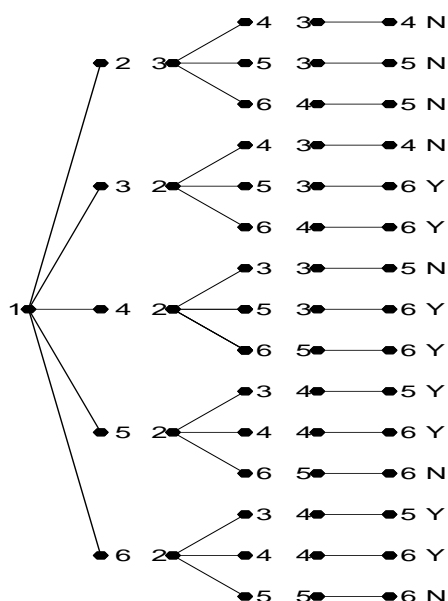 4 3 4 N
2 3 5 3 5 N
6 4 5 N
4 3 4 N
3 2 5 3 6 Y
6 4 6 Y
3 3 5 N
1 4 2 5 3 6 Y
6 5 6 Y
3 4 5 Y
5 2 4 4 6 Y
6 5 6 N
3 4 5 Y
6 2 4 4 6 Y
5 5 6 N